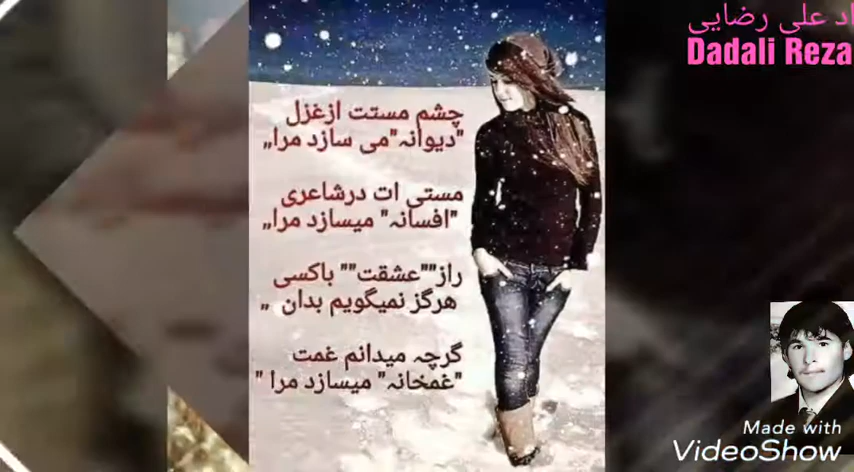 اد علی رضایی
Dadali Reza
چشم مستت ازغزل
"دیوانه"می سازد مرا,,
مستی ات درشاعری
"افسانه" میسازد مرا,,
راز""عشقت"" باکسی
هرگز نمیگویم بدان ,,
گرچه میدانم غمت
"غمخانه" میسازد مرا "
Made with
VideoShow